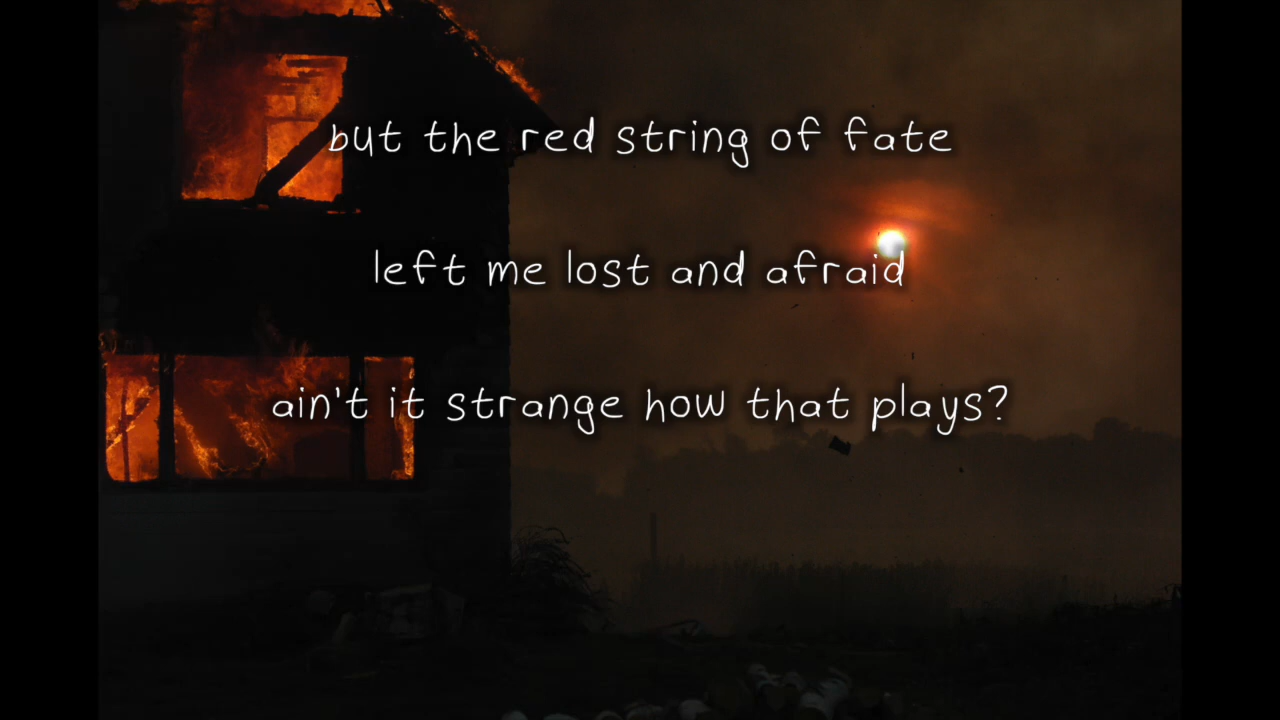 but the red string of fate
left me lost and afraid
ain't it strange how that plays?